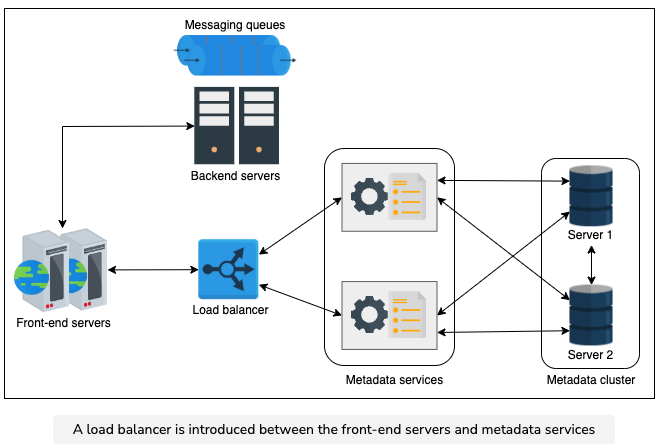 Messaging queues
Backend servers
Server 1
Front-end servers
Load balancer
Server 2
Metadata services
Metadata cluster
A load balancer is introduced between the front-end servers and metadata services